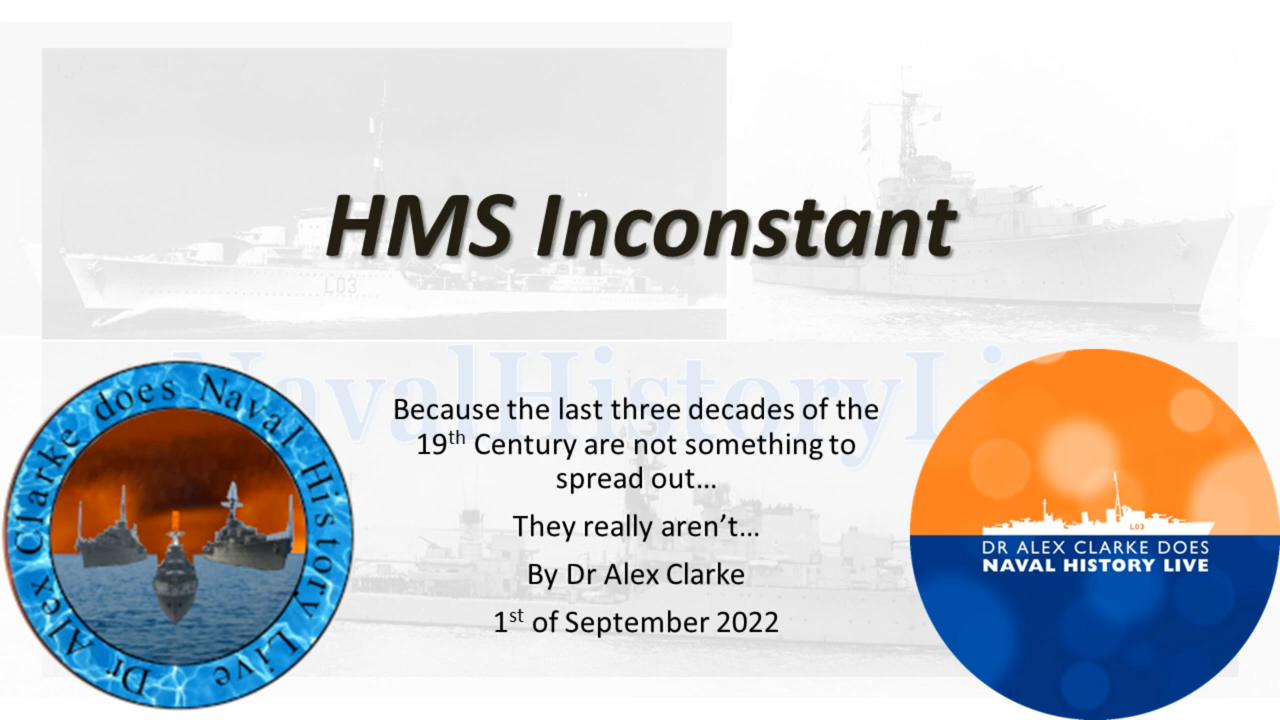 HMS Inconstant
L03
NavalHistoryLi
Because the last three decades of the
19th Century are not something to
spread out...
They really aren't...
By Dr Alex Clarke
1st of September 2022
Dr Alex Clarke does Naval History Live
L03
DR ALEX CLARKE DOES
NAVAL HISTORY LIVE